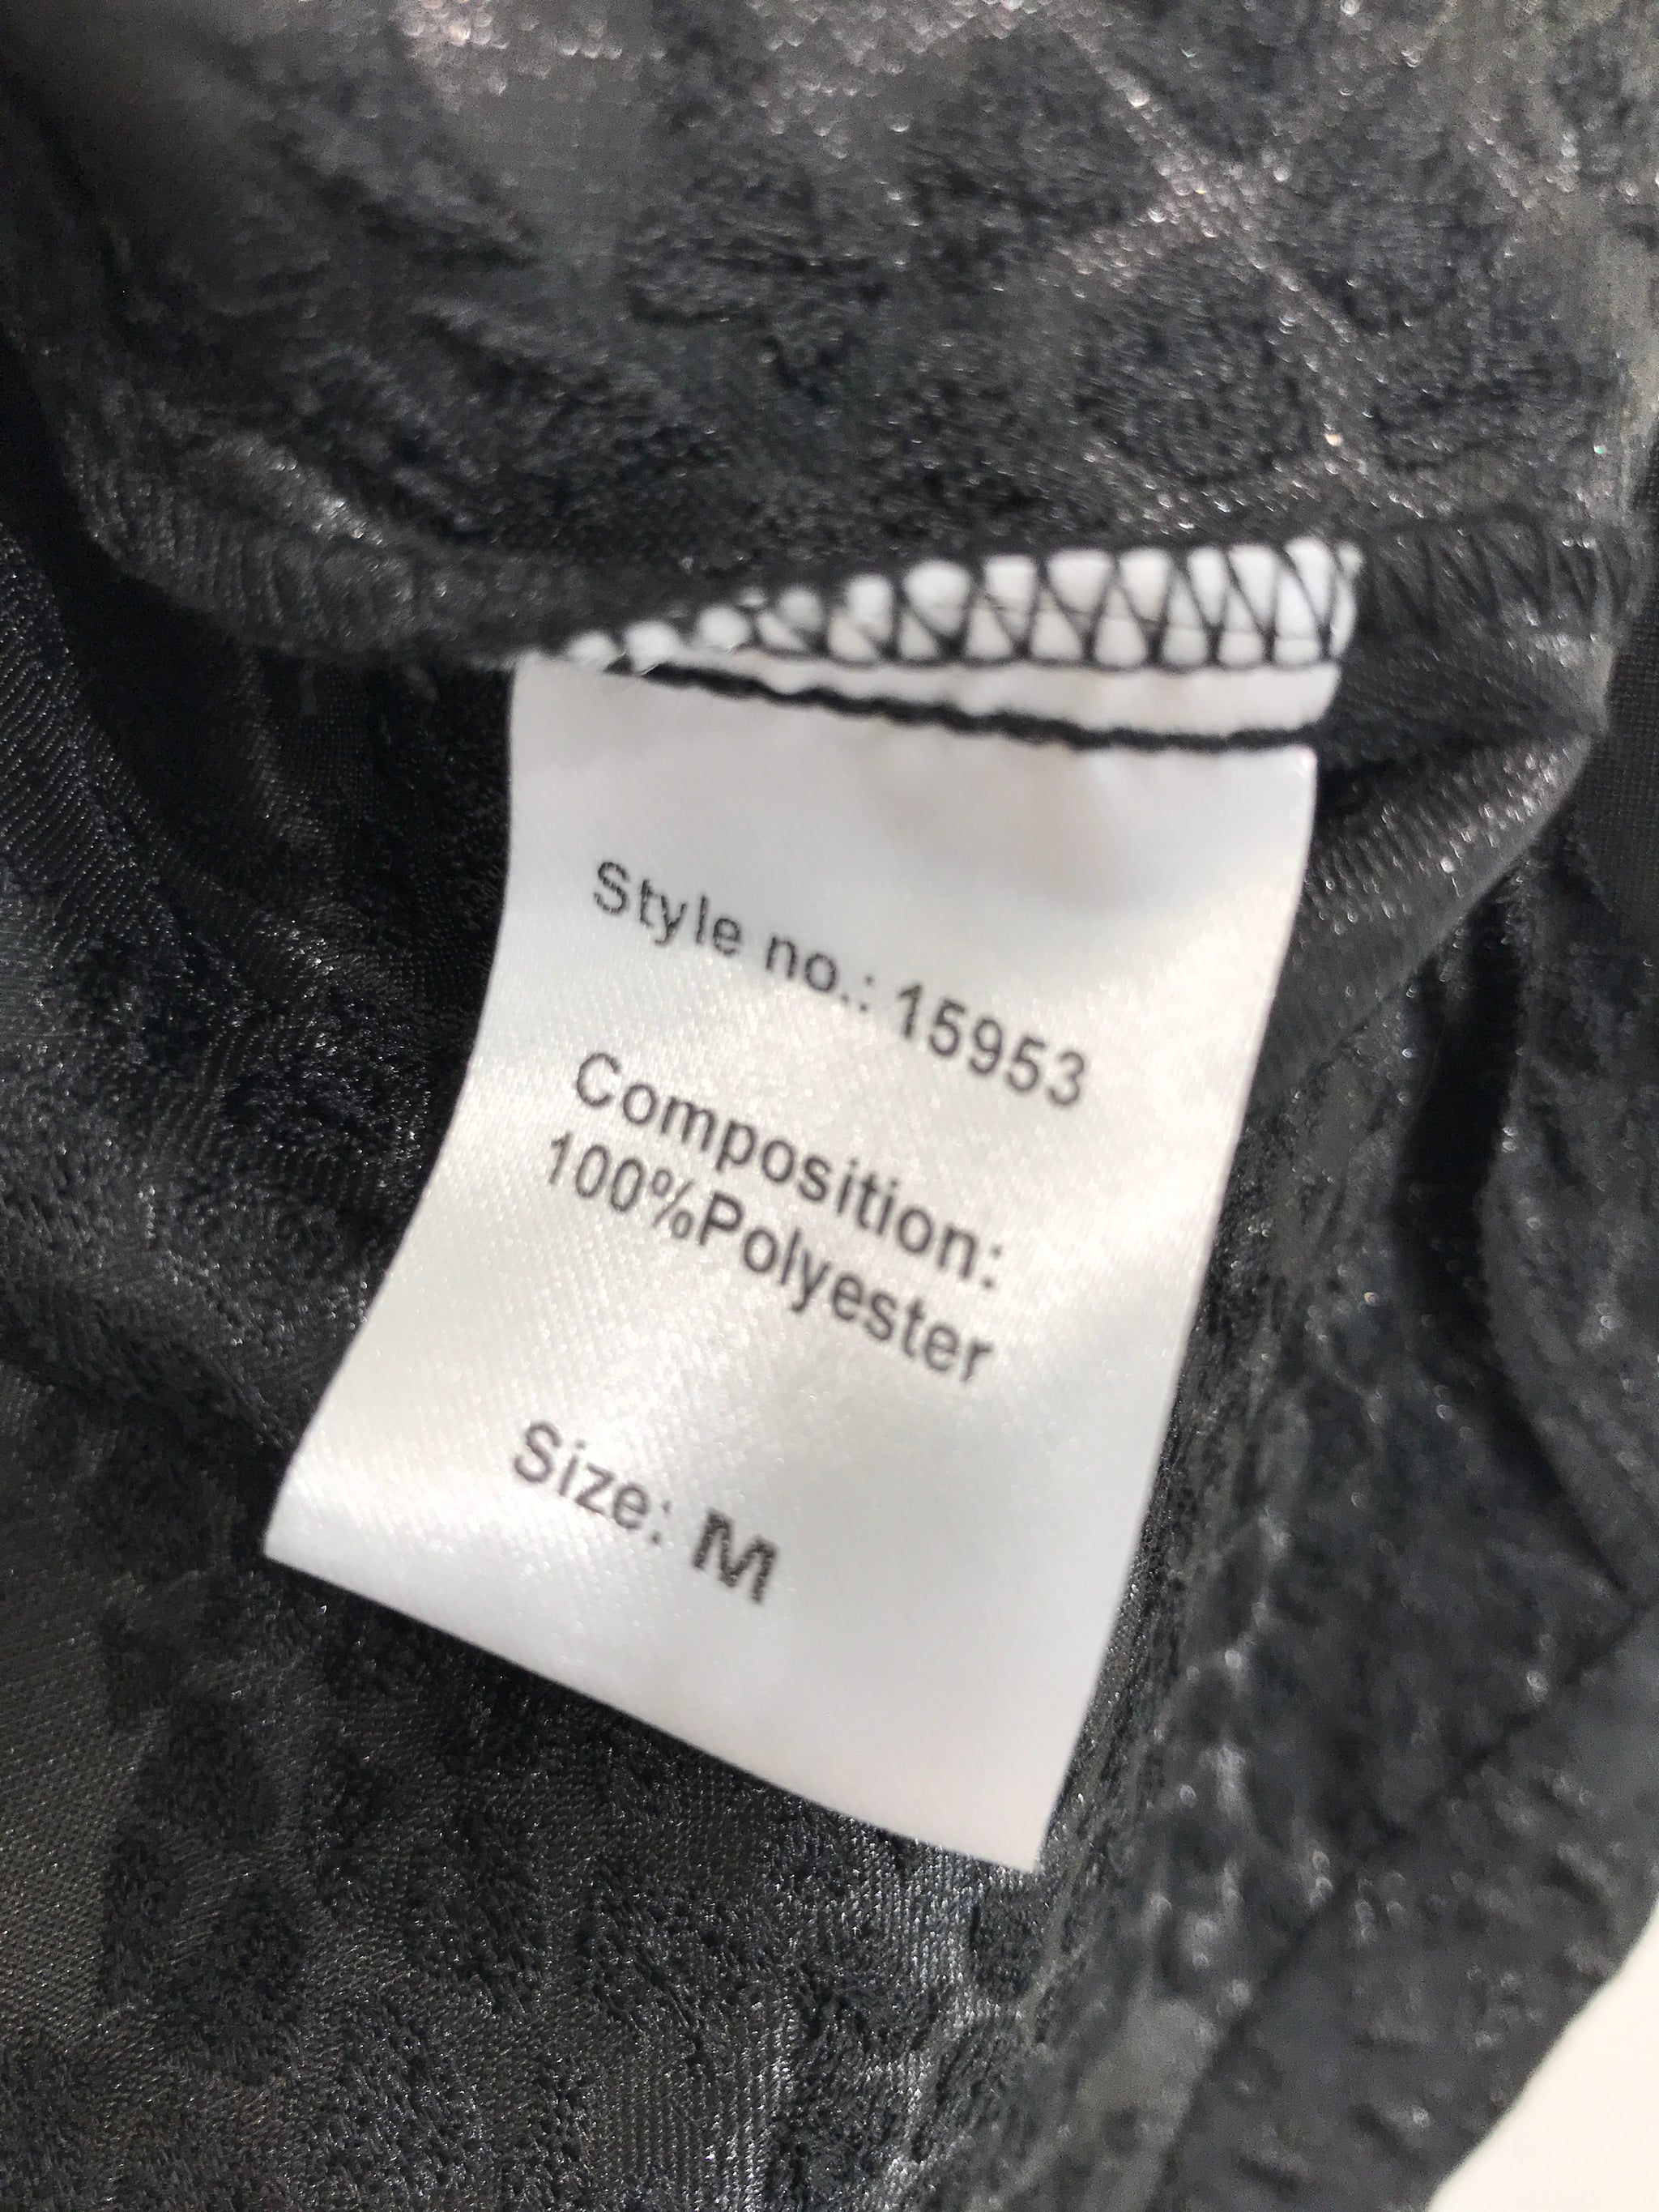 Style no.: 15953
Composition:
100%Polyester
Size: M